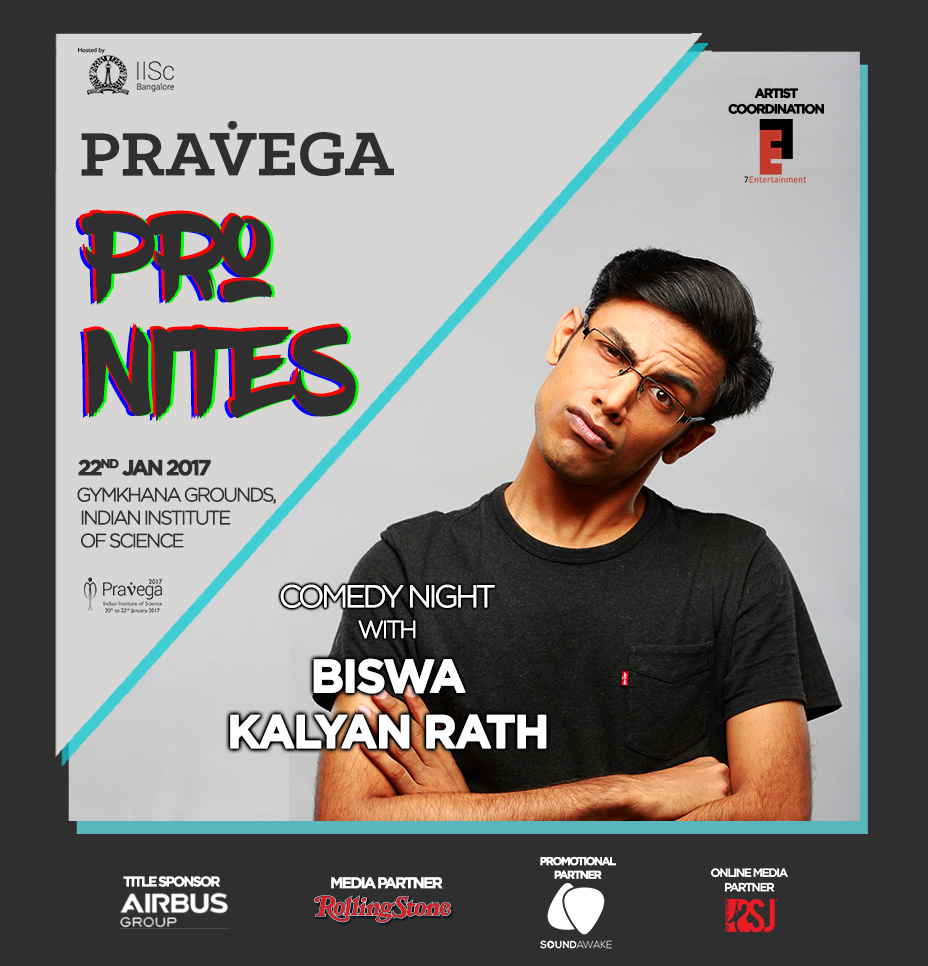 Hosted by
IISc
Bangalore
PRAVEGA
PRO
NITES
22ND JAN 2017
GYMKHANA GROUNDS,
INDIAN INSTITUTE
OF SCIENCE
2017
Pravega
Indian Institute of Science
20th to 22nd January 2017
ARTIST
COORDINATION
7Entertainment
COMEDY NIGHT
WITH
BISWA
KALYAN RATH
TITLE SPONSOR
AIRBUS
GROUP
MEDIA PARTNER
RollingStone
PROMOTIONAL
PARTNER
SOUNDAWAKE
ONLINE MEDIA
PARTNER
RSJ